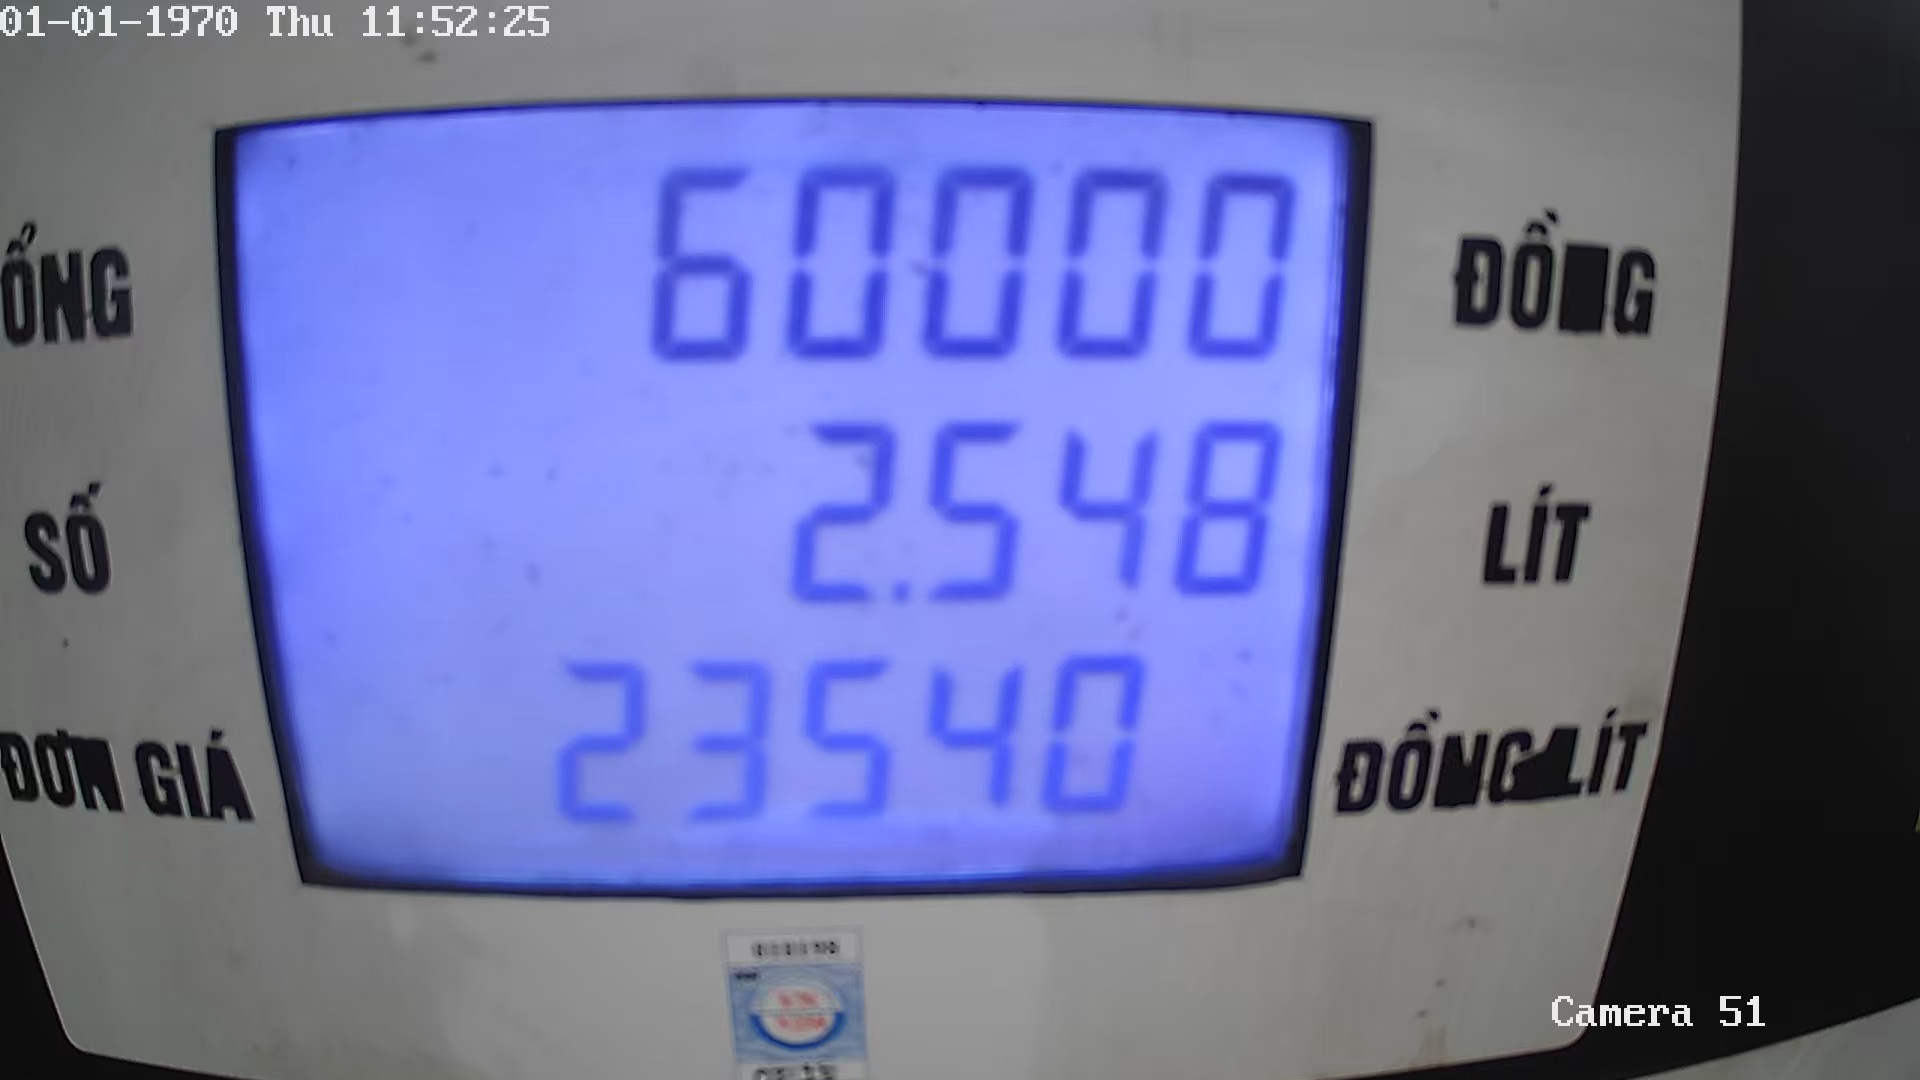 01-01-1970 Thu 11:52:25
ỔNG 60000 ĐỒNG
SỐ 2.548 LÍT
ĐƠN GIÁ 23540 ĐỒNG/LÍT
Camera 51